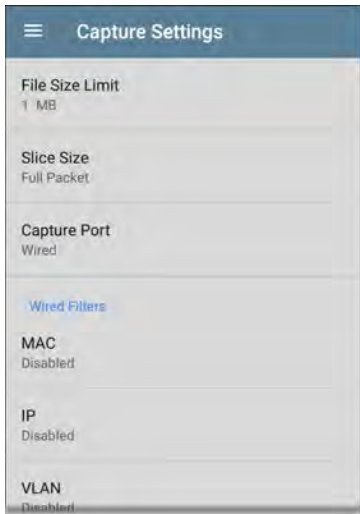 Capture Settings
File Size Limit
1 MB
Slice Size
Full Packet
Capture Port
Wired
Wired Filters
MAC
Disabled
IP
Disabled
VLAN
Disabled